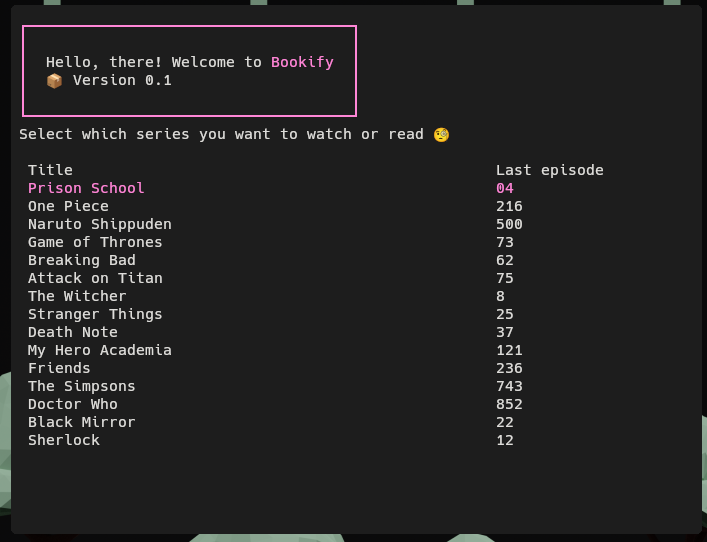 Hello, there! Welcome to Bookify
📦 Version 0.1
Select which series you want to watch or read 🧐
Title Last episode
Prison School 04
One Piece 216
Naruto Shippuden 500
Game of Thrones 73
Breaking Bad 62
Attack on Titan 75
The Witcher 8
Stranger Things 25
Death Note 37
My Hero Academia 121
Friends 236
The Simpsons 743
Doctor Who 852
Black Mirror 22
Sherlock 12